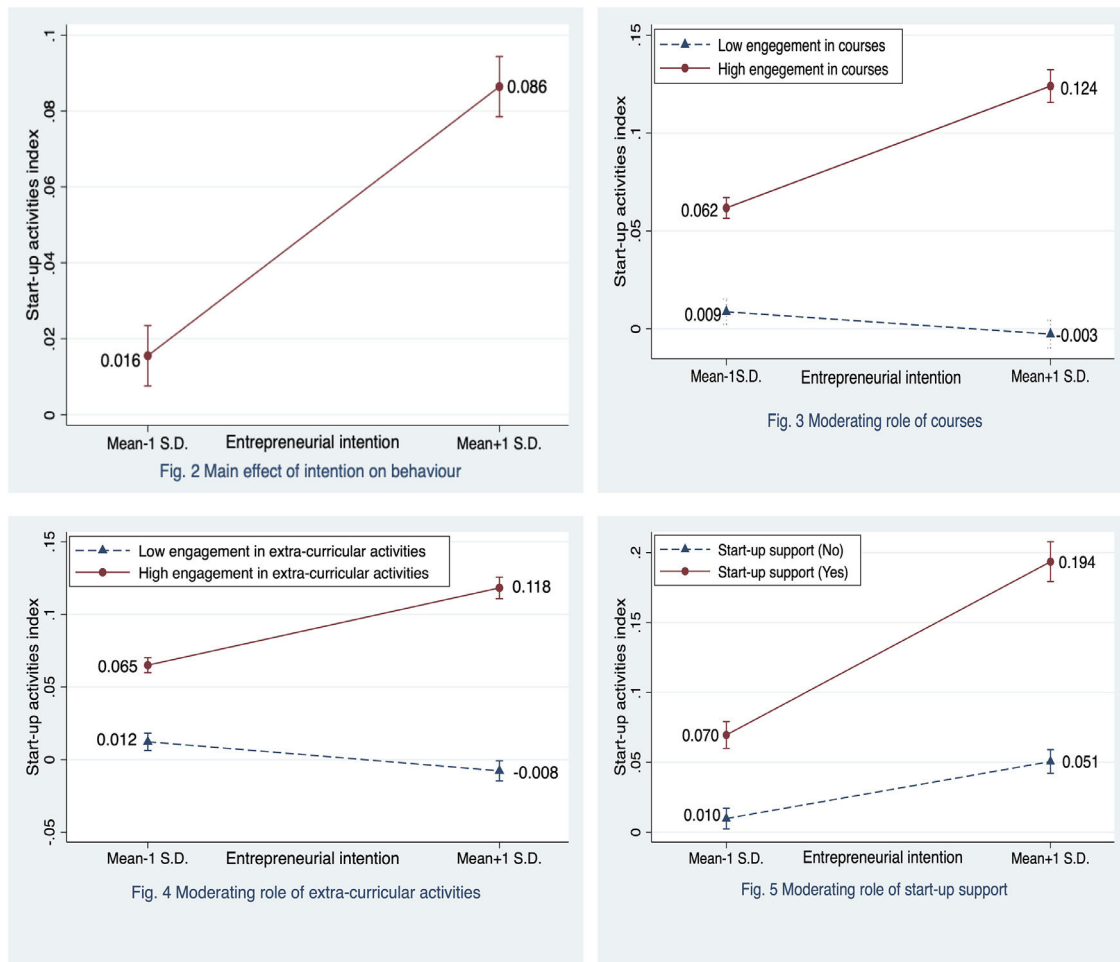 Start-up activities index
.1
.08
.06
.04
.02
0
0.016
0.086
Mean-1 S.D. Entrepreneurial intention Mean+1 S.D.
Fig. 2 Main effect of intention on behaviour
Low engegement in courses
High engegement in courses
Start-up activities index
.15
.1
.05
0
0.062
0.124
0.009
-0.003
Mean-1S.D. Entrepreneurial intention Mean+1 S.D.
Fig. 3 Moderating role of courses
Low engagement in extra-curricular activities
High engagement in extra-curricular activities
Start-up activities index
.15
.1
.05
0
-.05
0.065
0.118
0.012
-0.008
Mean-1 S.D. Entrepreneurial intention Mean+1 S.D.
Fig. 4 Moderating role of extra-curricular activities
Start-up support (No)
Start-up support (Yes)
Start-up activities index
.2
.15
.1
.05
0
0.070
0.194
0.010
0.051
Mean-1 S.D. Entrepreneurial intention Mean+1 S.D.
Fig. 5 Moderating role of start-up support